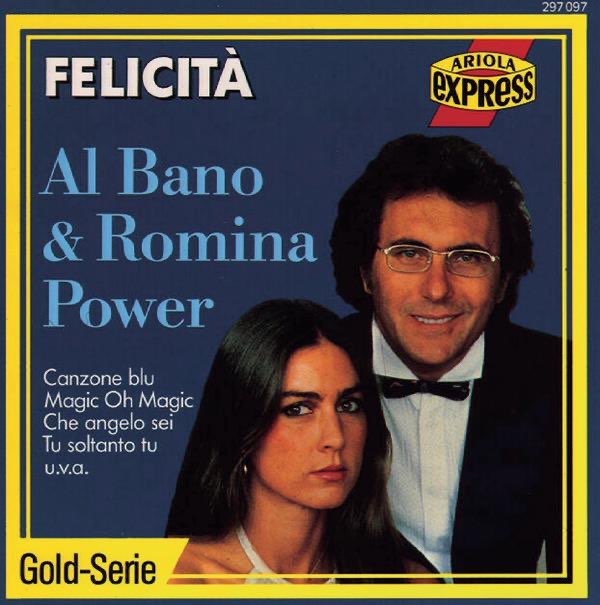 297 097
FELICITÀ
ARIOLA
EXPRESS
Al Bano
& Romina
Power
Canzone blu
Magic Oh Magic
Che angelo sei
Tu soltanto tu
u.v.a.
Gold-Serie